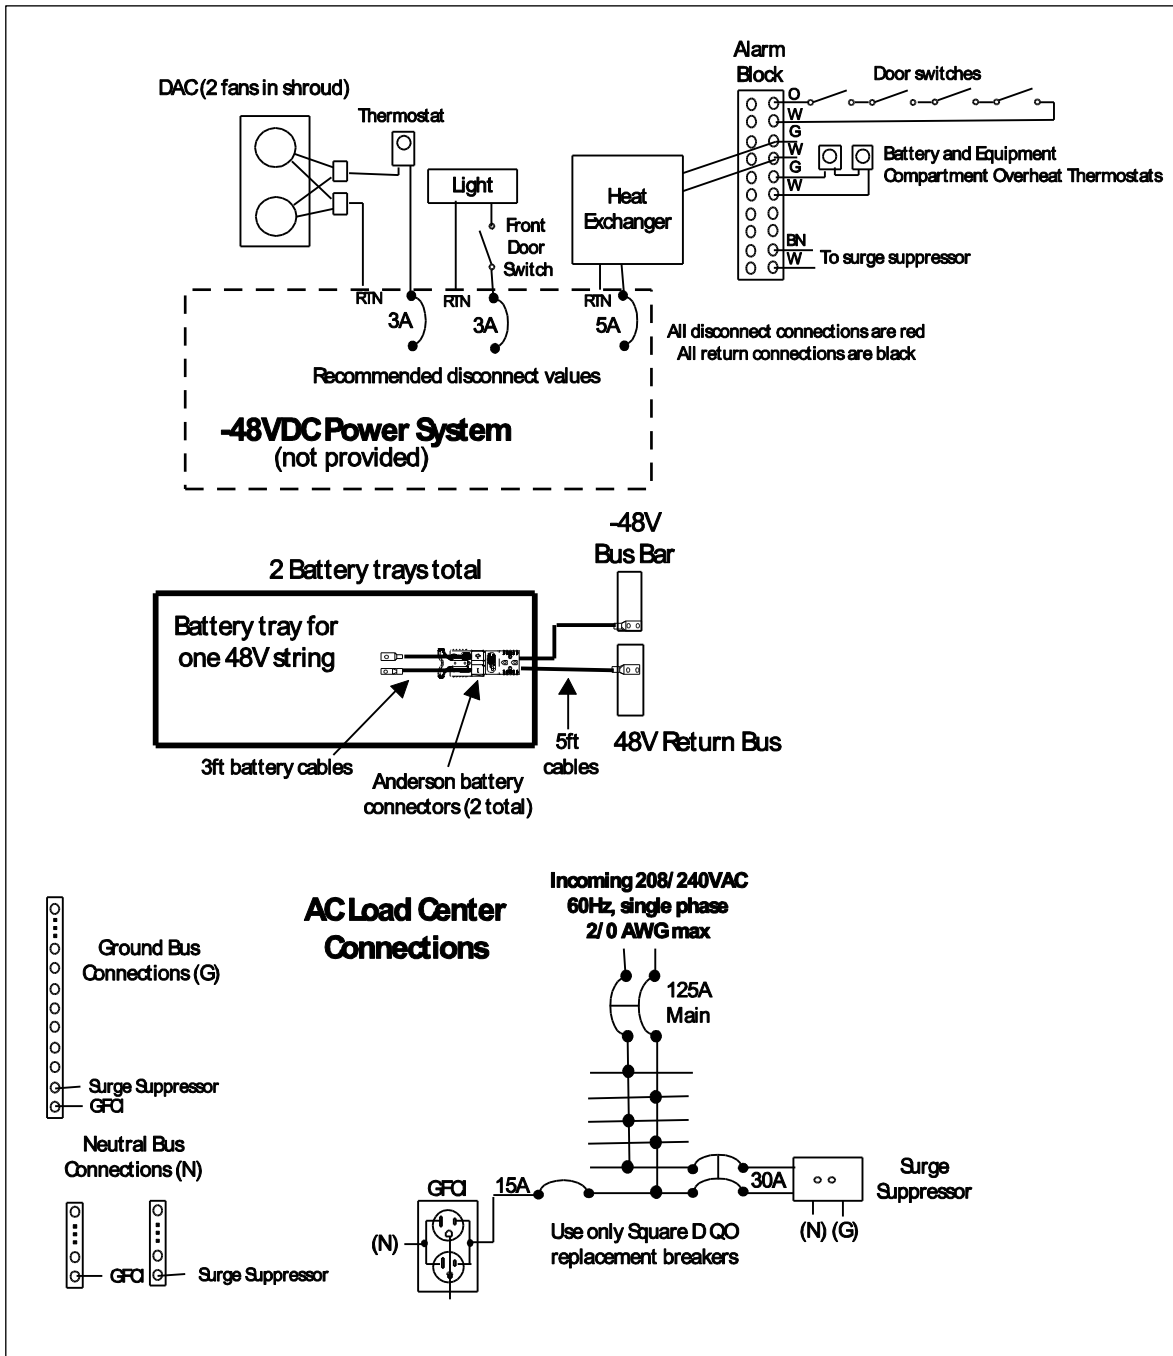 Alarm
Block
Door switches
DAC (2 fans in shroud)
Thermostat
O
W
G
W
G
W
BN
W
Battery and Equipment
Compartment Overheat Thermostats
To surge suppressor
Light
Front
Door
Switch
Heat
Exchanger
RTN
3A
RTN
3A
RTN
5A
All disconnect connections are red
All return connections are black
Recommended disconnect values
-48VDC Power System
(not provided)
-48V
Bus Bar
2 Battery trays total
Battery tray for
one 48V string
48V Return Bus
3ft battery cables
Anderson battery
connectors (2 total)
5ft
cables
AC Load Center
Connections
Incoming 208/240VAC
60Hz, single phase
2/0 AWG max
125A
Main
Ground Bus
Connections (G)
Surge Suppressor
GFCI
Neutral Bus
Connections (N)
GFCI
Surge Suppressor
GFCI
15A
(N)
30A
Surge
Suppressor
(N) (G)
Use only Square D QO
replacement breakers